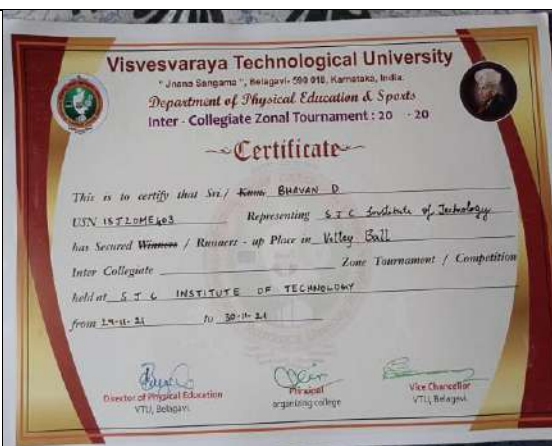 Visvesvaraya Technological University
"Jnana Sangama", Belagavi- 590 018, Karnataka, India.
Department of Physical Education & Sports
Inter - Collegiate Zonal Tournament : 20 - 20
Certificate
This is to certify that Sri./ Kum. BHAVAN D
USN 1SJ20ME403 Representing S J C Institute of Technology
has Secured Winners / Runners - up Place in Volley Ball
Inter Collegiate Zone Tournament / Competition
held at S J C INSTITUTE OF TECHNOLOGY
from 29-11-21 to 30-11-21
Director of Physical Education
VTU, Belagavi.
Principal
organizing college
Vice Chancellor
VTU, Belagavi.